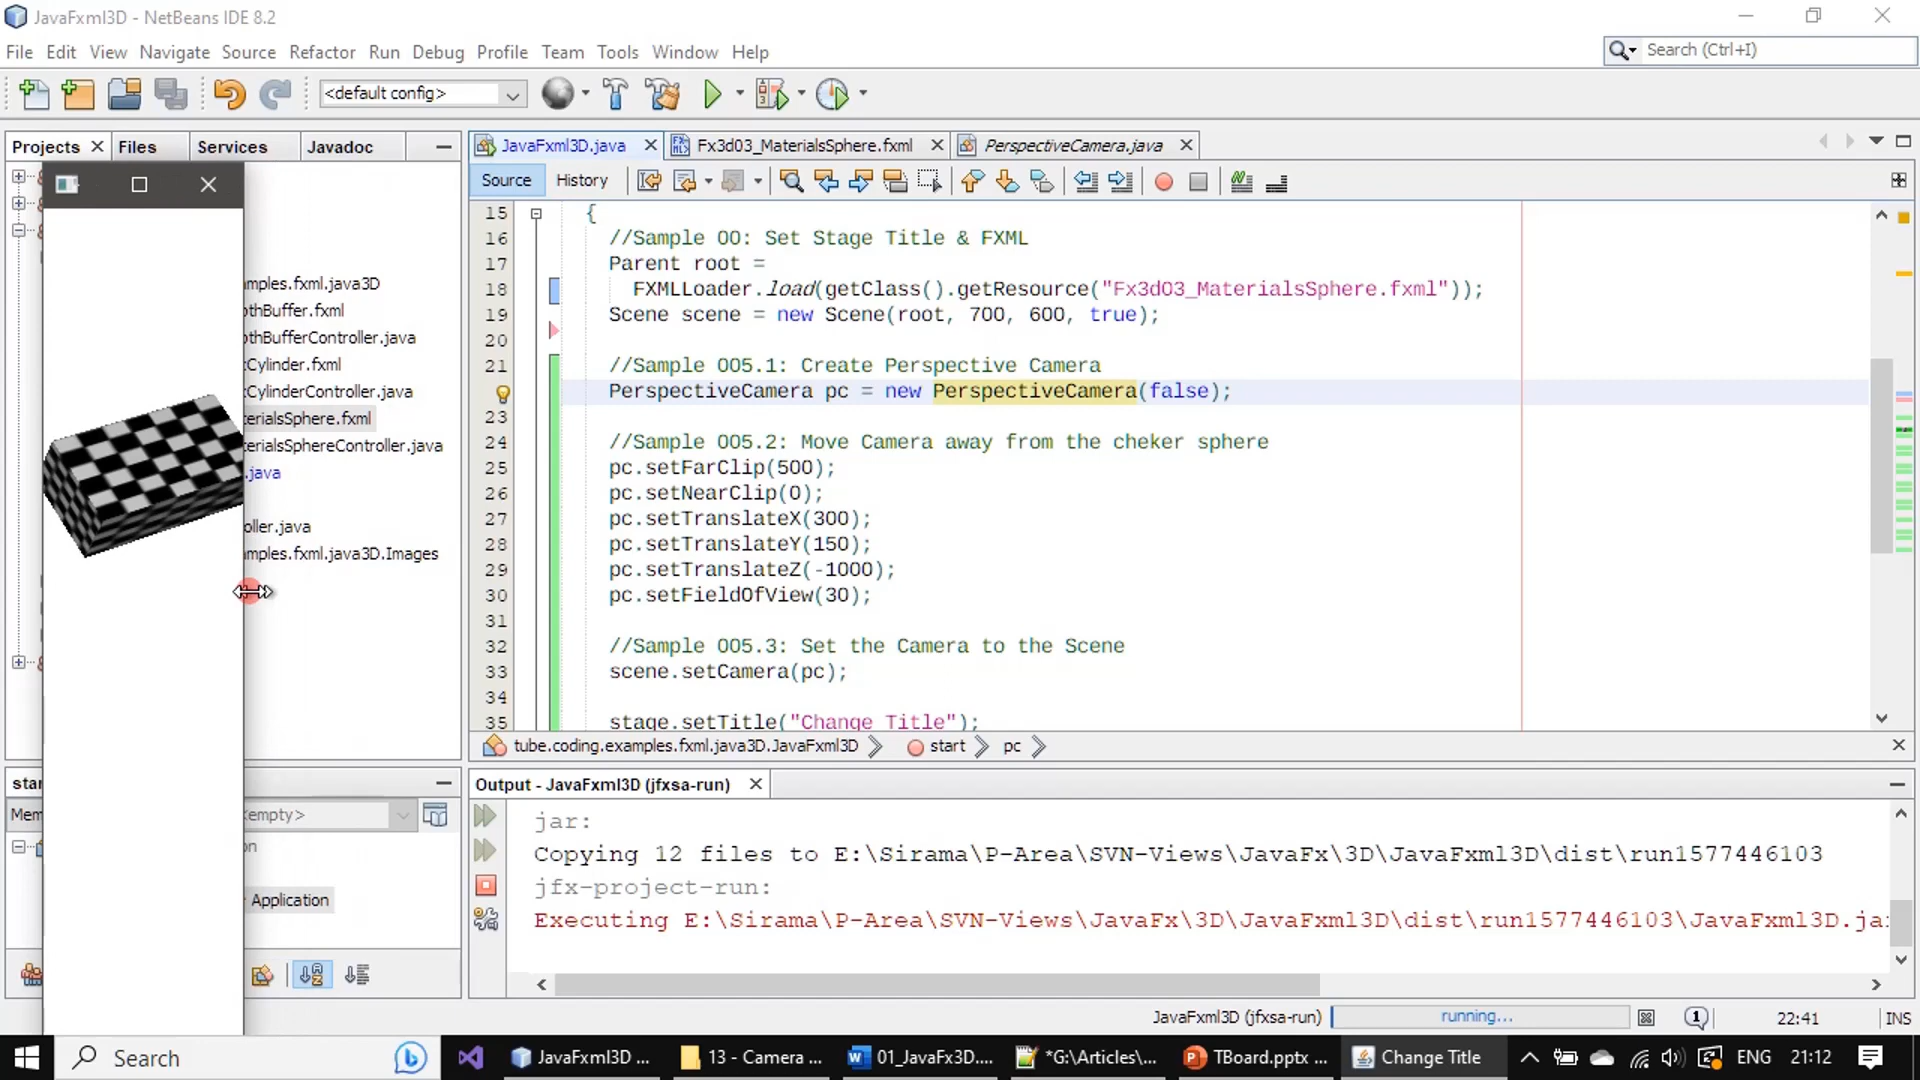 JavaFxml3D - NetBeans IDE 8.2
File Edit View Navigate Source Refactor Run Debug Profile Team Tools Window Help
Search (Ctrl+I)
<default config>
Projects Files Services Javadoc
JavaFxml3D.java Fx3d03_MaterialsSphere.fxml PerspectiveCamera.java
Source History
mples.fxml.java3D
thBuffer.fxml
thBufferController.java
Cylinder.fxml
CylinderController.java
terialsSphere.fxml
terialsSphereController.java
.java
oller.java
mples.fxml.java3D.Images
15 {
16 //Sample 00: Set Stage Title & FXML
17 Parent root =
18 FXMLLoader.load(getClass().getResource("Fx3d03_MaterialsSphere.fxml"));
19 Scene scene = new Scene(root, 700, 600, true);
20
21 //Sample 005.1: Create Perspective Camera
PerspectiveCamera pc = new PerspectiveCamera(false);
23
24 //Sample 005.2: Move Camera away from the cheker sphere
25 pc.setFarClip(500);
26 pc.setNearClip(0);
27 pc.setTranslateX(300);
28 pc.setTranslateY(150);
29 pc.setTranslateZ(-1000);
30 pc.setFieldOfView(30);
31
32 //Sample 005.3: Set the Camera to the Scene
33 scene.setCamera(pc);
34
35 stage.setTitle("Change Title");
tube.coding.examples.fxml.java3D.JavaFxml3D start pc
star
Mem
<empty>
on
Application
Output - JavaFxml3D (jfxsa-run)
jar:
Copying 12 files to E:\Sirama\P-Area\SVN-Views\JavaFx\3D\JavaFxml3D\dist\run1577446103
jfx-project-run:
Executing E:\Sirama\P-Area\SVN-Views\JavaFx\3D\JavaFxml3D\dist\run1577446103\JavaFxml3D.ja
JavaFxml3D (jfxsa-run) running... 1 22:41 INS
Search JavaFxml3D ... 13 - Camera ... 01_JavaFx3D.... *G:\Articles\... TBoard.pptx ... Change Title ENG 21:12